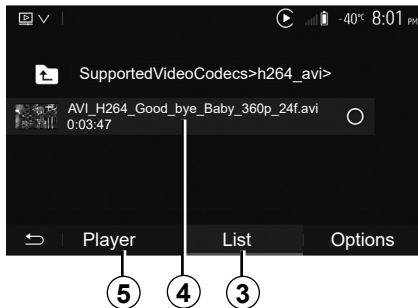 -40°C 8:01 PM
SupportedVideoCodecs>h264_avi>
AVI_H264_Good_bye_Baby_360p_24f.avi
0:03:47
Player List Options
5 4 3